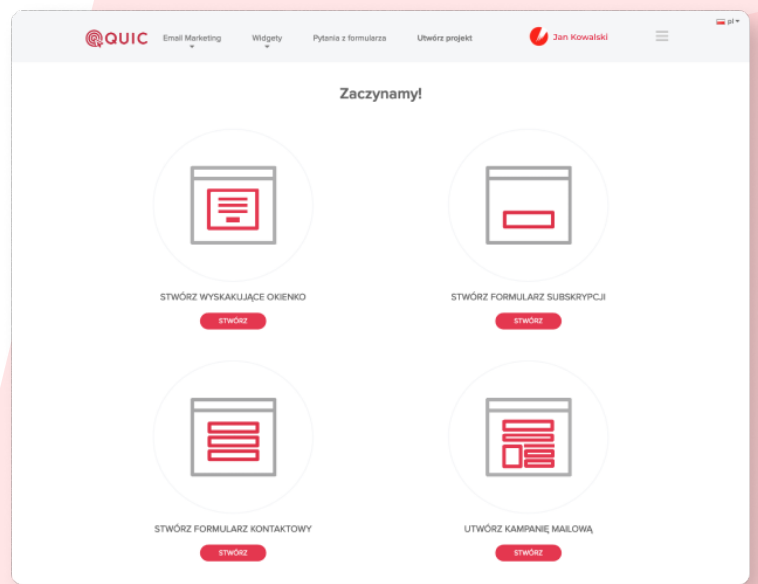 pl
QUIC Email Marketing Widgety Pytania z formularza Utwórz projekt Jan Kowalski
Zaczynamy!
STWÓRZ WYSKAKUJĄCE OKIENKO
STWÓRZ
STWÓRZ FORMULARZ SUBSKRYPCJI
STWÓRZ
STWÓRZ FORMULARZ KONTAKTOWY
STWÓRZ
UTWÓRZ KAMPANIĘ MAILOWĄ
STWÓRZ